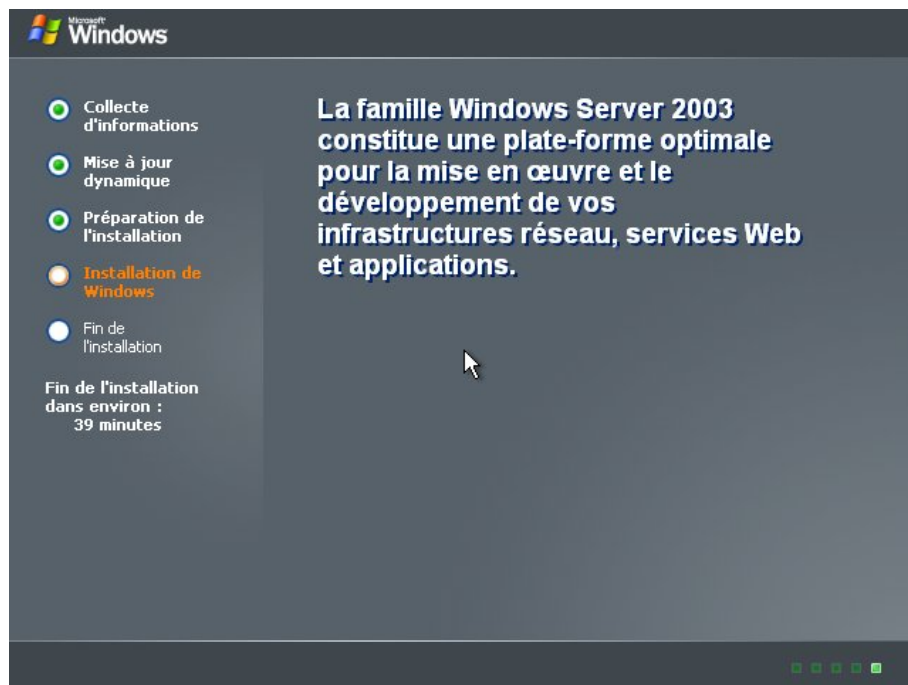 Microsoft
Windows
Collecte
d'informations
Mise à jour
dynamique
Préparation de
l'installation
Installation de
Windows
Fin de
l'installation
Fin de l'installation
dans environ :
39 minutes
La famille Windows Server 2003
constitue une plate-forme optimale
pour la mise en œuvre et le
développement de vos
infrastructures réseau, services Web
et applications.